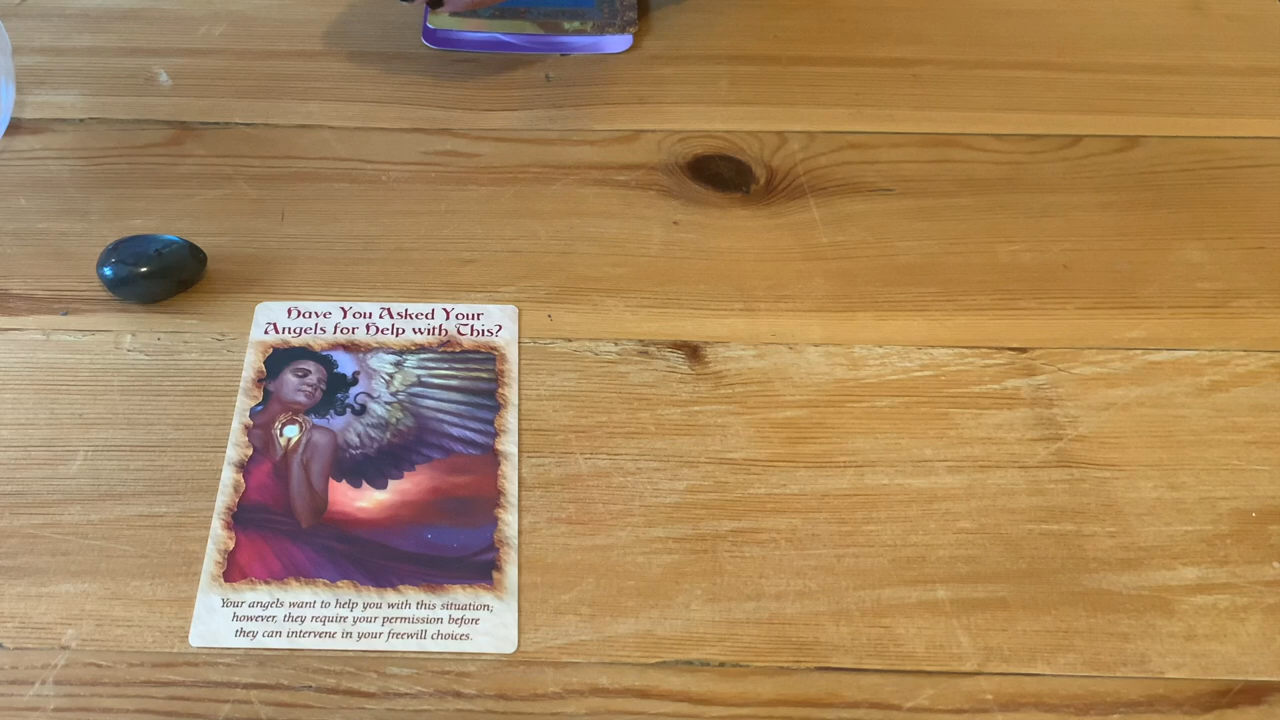 Have You Asked Your
Angels for Help with This?
Your angels want to help you with this situation;
however, they require your permission before
they can intervene in your freewill choices.